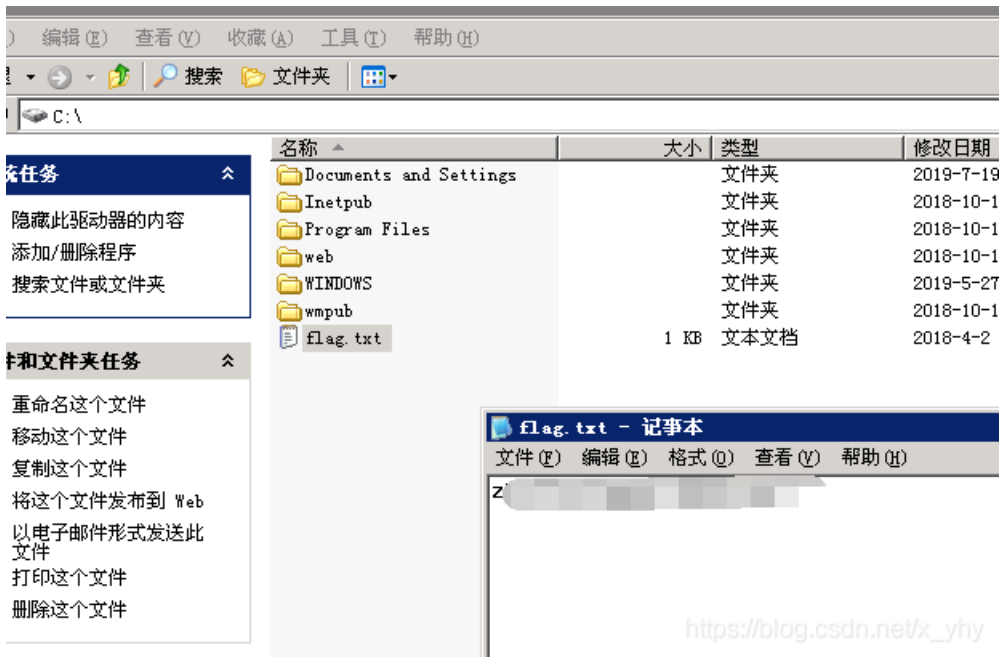 编辑(E) 查看(V) 收藏(A) 工具(T) 帮助(H)
搜索 文件夹
C:\
名称 大小 类型 修改日期
Documents and Settings 文件夹 2019-7-19
Inetpub 文件夹 2018-10-1
Program Files 文件夹 2018-10-1
web 文件夹 2018-10-1
WINDOWS 文件夹 2019-5-27
wmpub 文件夹 2018-10-1
flag.txt 1 KB 文本文档 2018-4-2
任务
隐藏此驱动器的内容
添加/删除程序
搜索文件或文件夹
和文件夹任务
重命名这个文件
移动这个文件
复制这个文件
将这个文件发布到 Web
以电子邮件形式发送此
文件
打印这个文件
删除这个文件
flag.txt - 记事本
文件(F) 编辑(E) 格式(O) 查看(V) 帮助(H)
z
https://blog.csdn.net/x_yhy